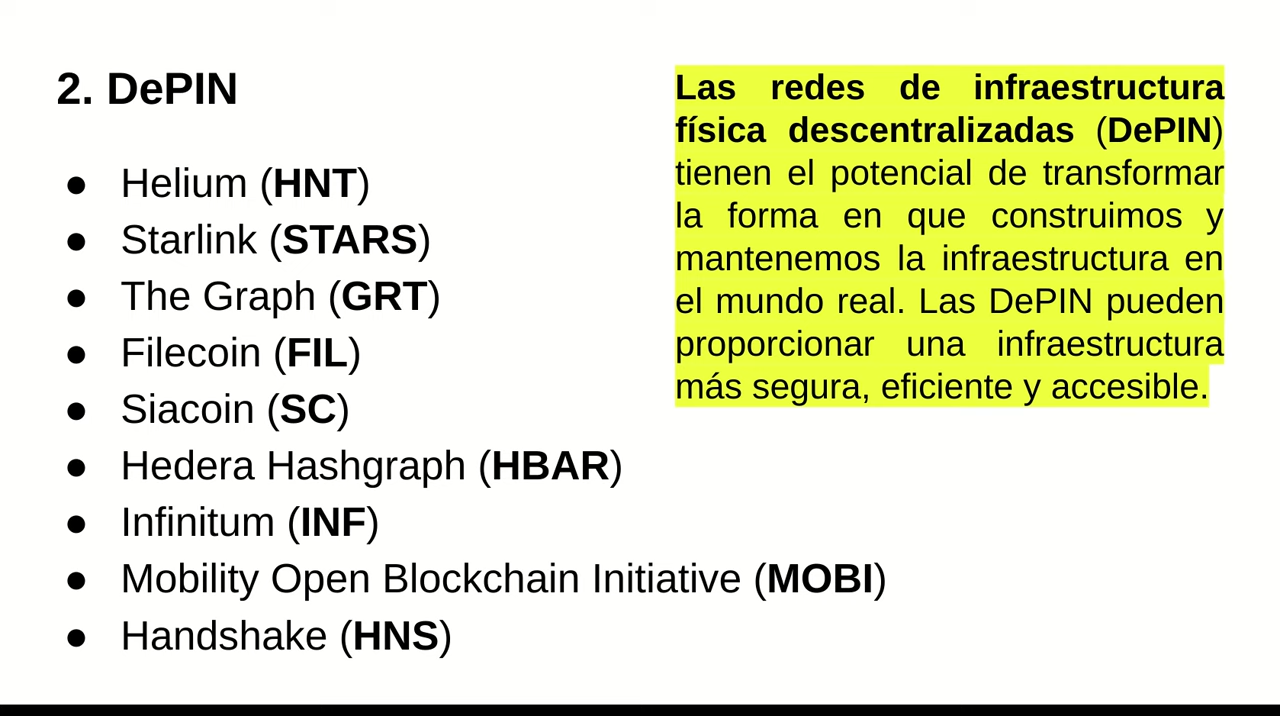 2. DePIN
● Helium (HNT)
● Starlink (STARS)
● The Graph (GRT)
● Filecoin (FIL)
● Siacoin (SC)
● Hedera Hashgraph (HBAR)
● Infinitum (INF)
● Mobility Open Blockchain Initiative (MOBI)
● Handshake (HNS)
Las redes de infraestructura
física descentralizadas (DePIN)
tienen el potencial de transformar
la forma en que construimos y
mantenemos la infraestructura en
el mundo real. Las DePIN pueden
proporcionar una infraestructura
más segura, eficiente y accesible.